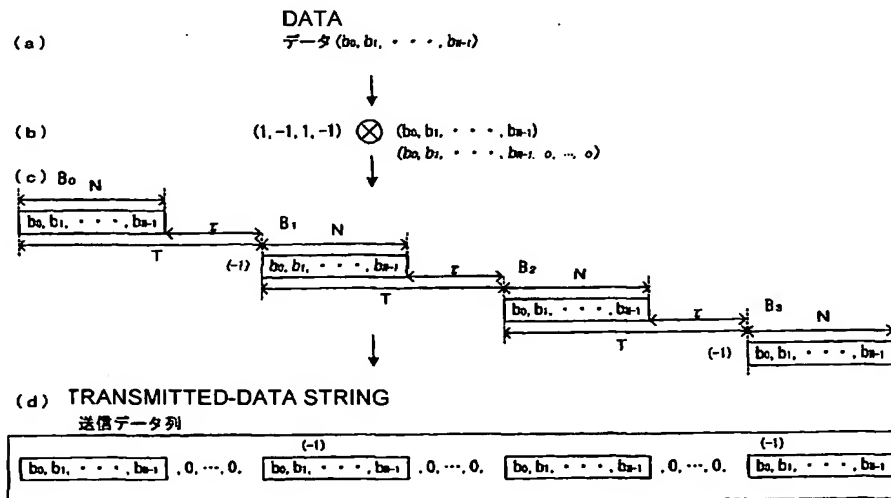 DATA
(a) データ(b₀, b₁, ・ ・ ・, bₙ₋₁)
(b) (1, -1, 1, -1) ⊗ (b₀, b₁, ・ ・ ・, bₙ₋₁)
(b₀, b₁, ・ ・ ・, bₙ₋₁, 0, …, 0)
(c) B₀
N
b₀, b₁, ・ ・ ・, bₙ₋₁
τ
T
B₁
N
(-1) b₀, b₁, ・ ・ ・, bₙ₋₁
τ
T
B₂
N
b₀, b₁, ・ ・ ・, bₙ₋₁
τ
T
B₃
N
(-1) b₀, b₁, ・ ・ ・, bₙ₋₁
(d) TRANSMITTED-DATA STRING
送信データ列
(-1) (-1)
b₀, b₁, ・ ・ ・, bₙ₋₁ , 0, …, 0, b₀, b₁, ・ ・ ・, bₙ₋₁ , 0, …, 0, b₀, b₁, ・ ・ ・, bₙ₋₁ , 0, …, 0, b₀, b₁, ・ ・ ・, bₙ₋₁